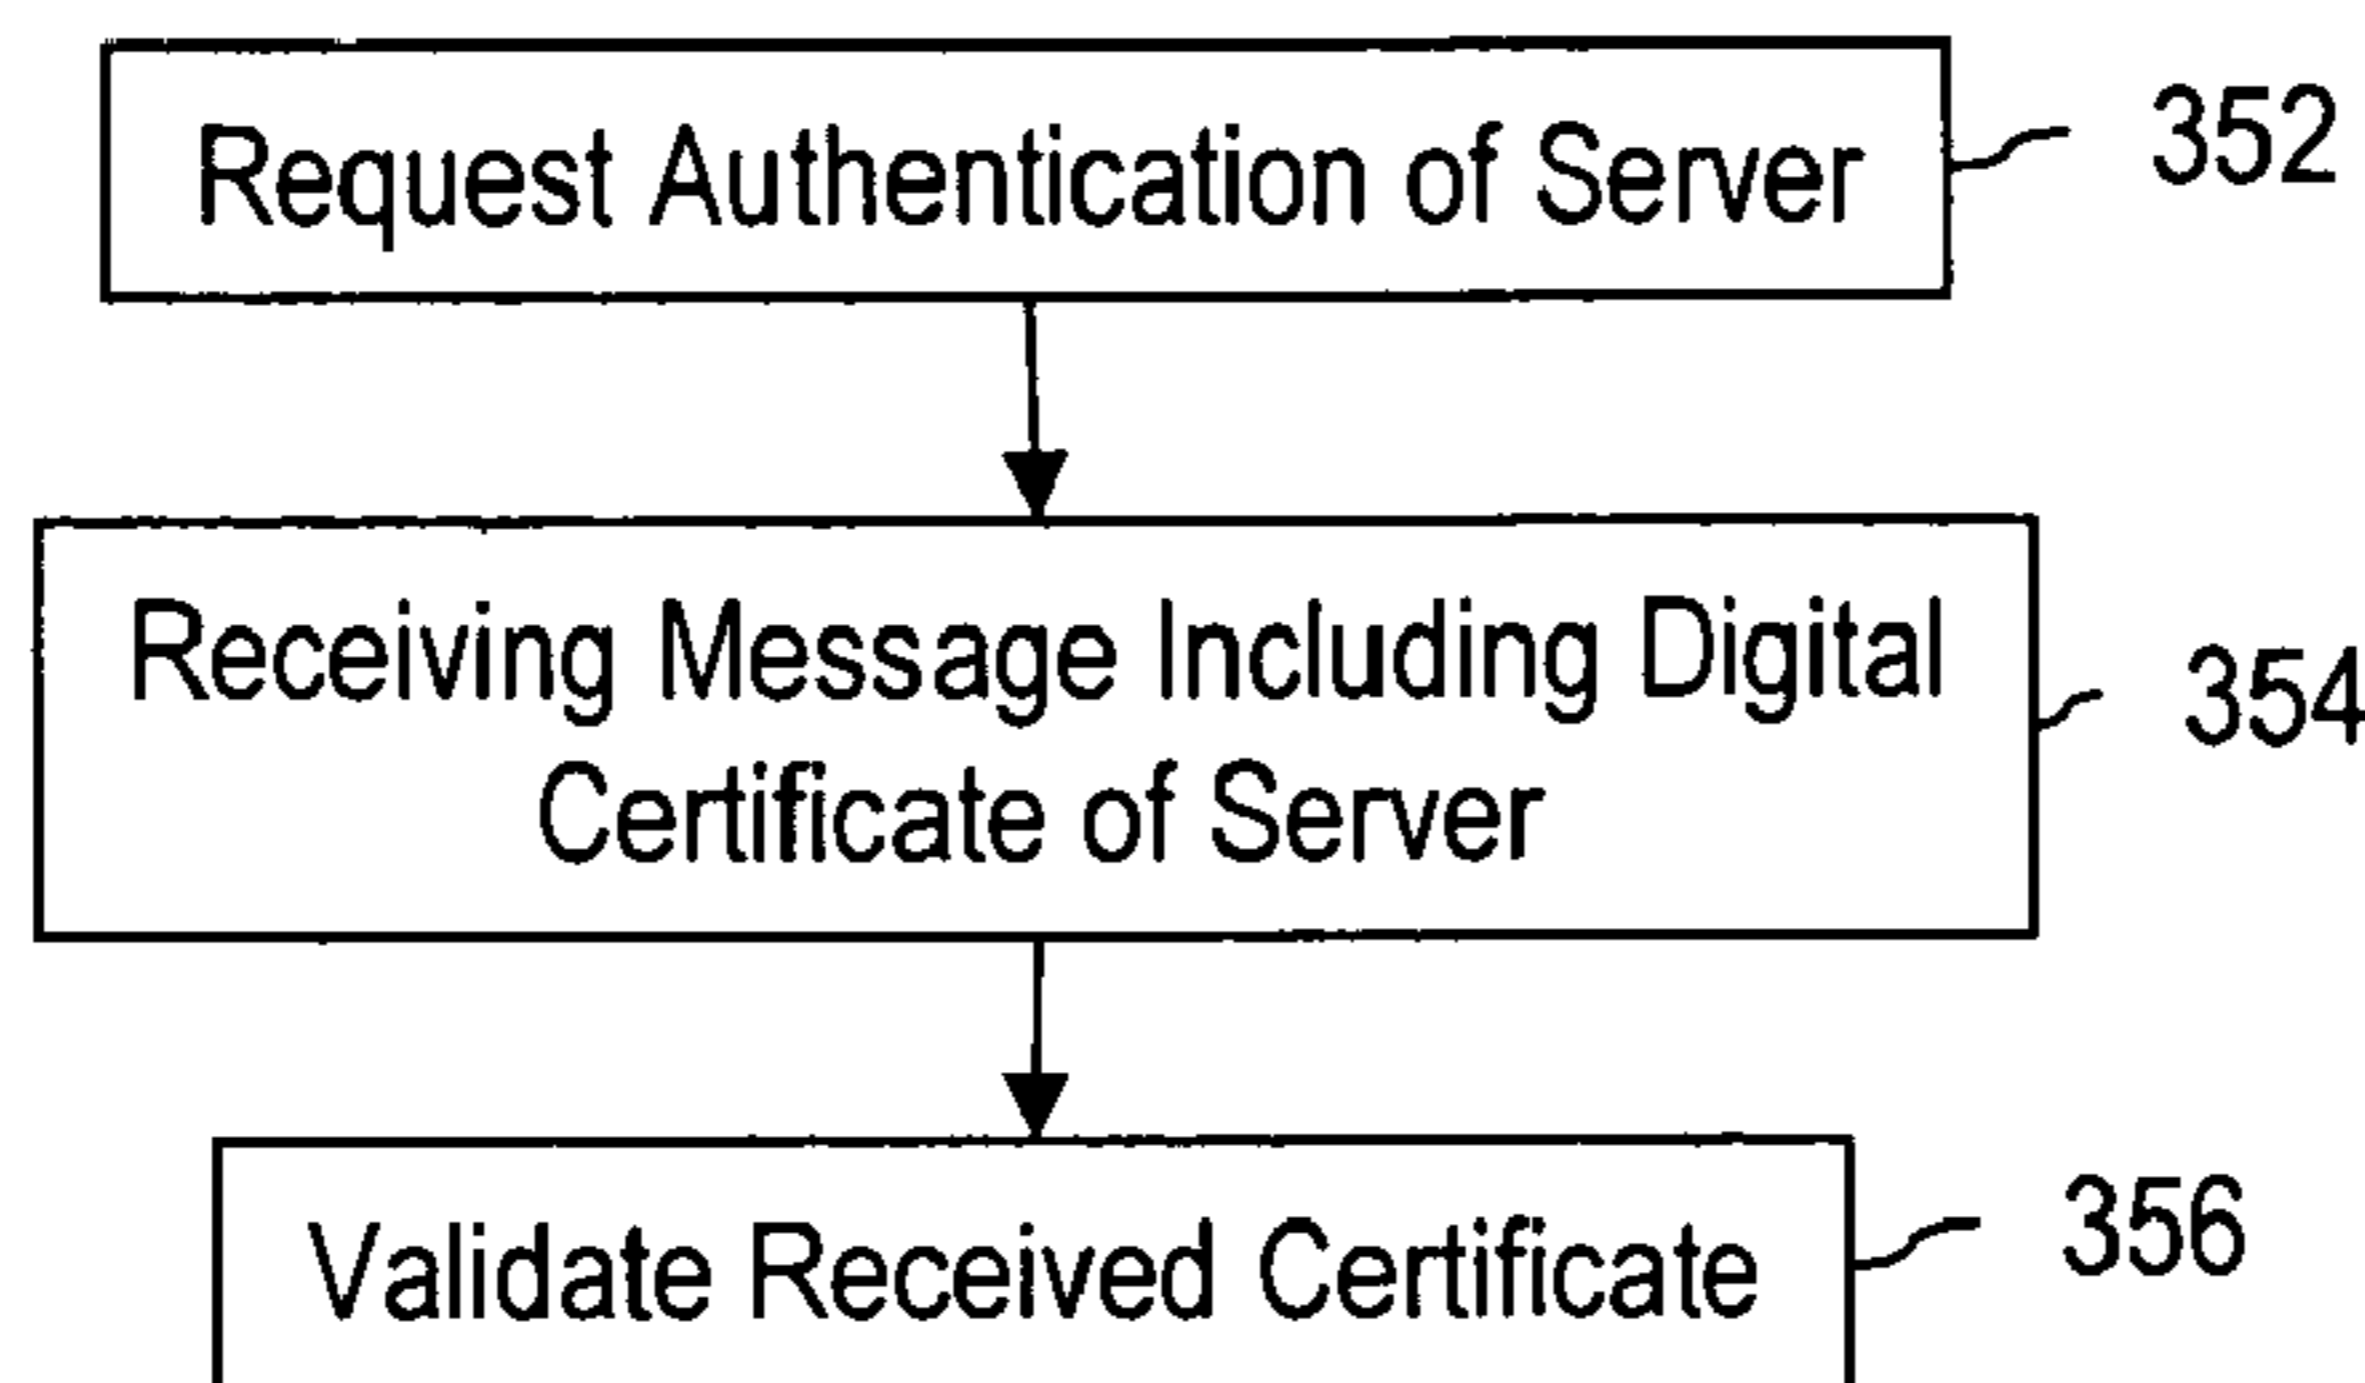 Request Authentication of Server
352
Receiving Message Including Digital
Certificate of Server
354
Validate Received Certificate
356